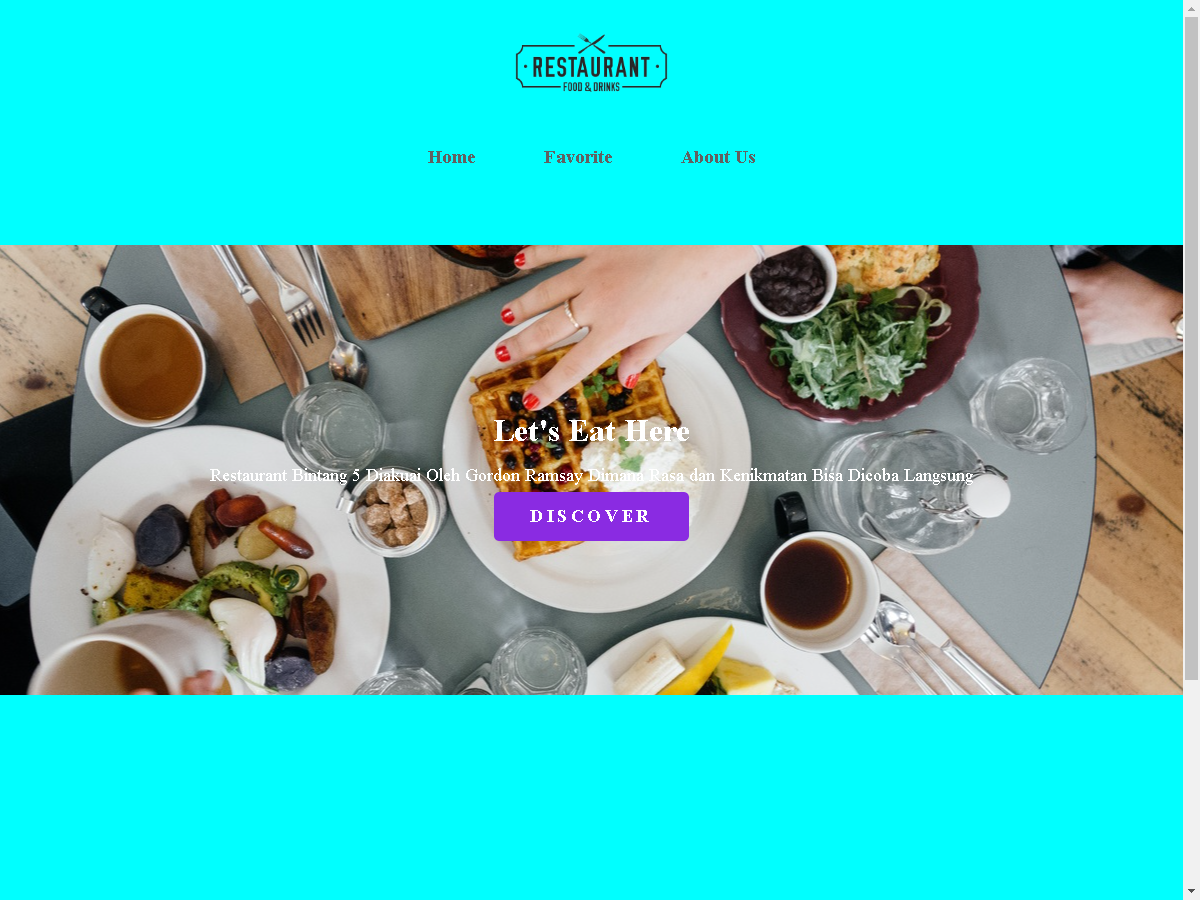 · RESTAURANT ·
FOOD & DRINKS
Home Favorite About Us
Let's Eat Here
Restaurant Bintang 5 Diakuai Oleh Gordon Ramsay Dimana Rasa dan Kenikmatan Bisa Dicoba Langsung
DISCOVER